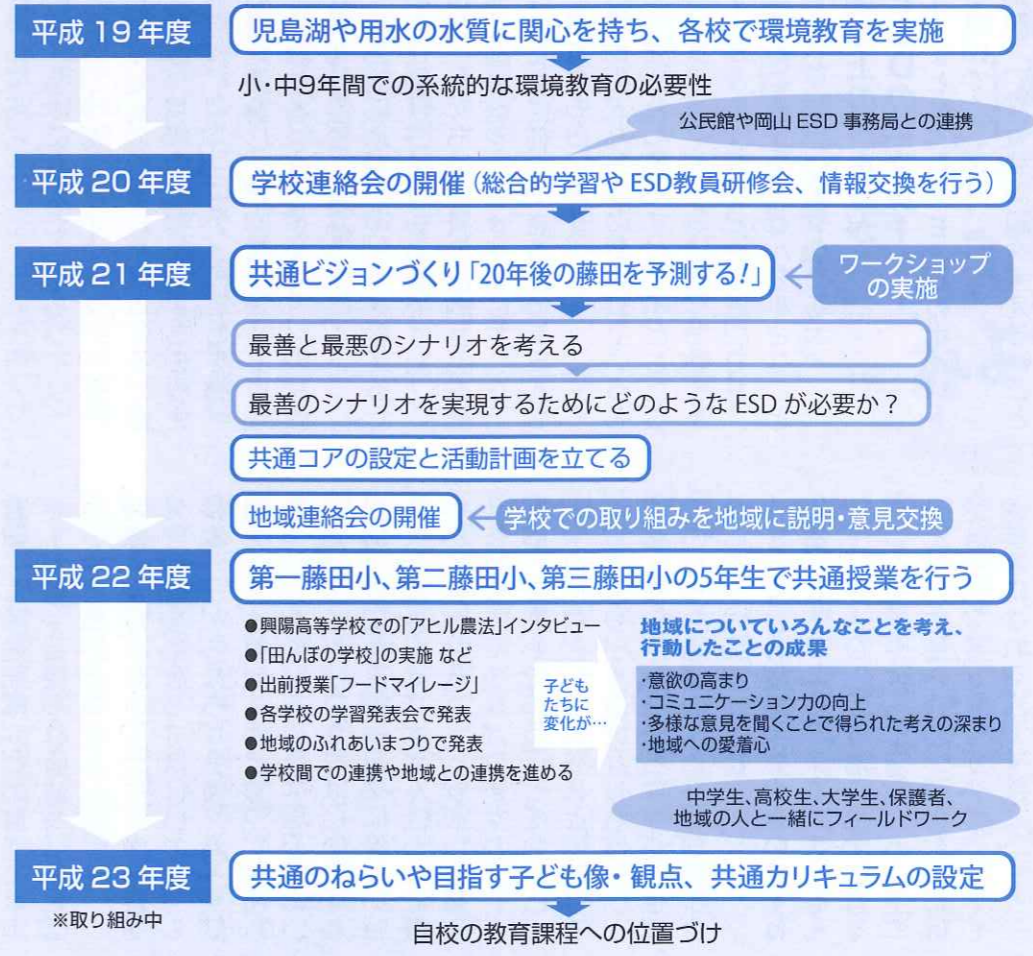 平成 19 年度
児島湖や用水の水質に関心を持ち、各校で環境教育を実施
小・中9年間での系統的な環境教育の必要性
公民館や岡山 ESD 事務局との連携
平成 20 年度
学校連絡会の開催（総合的学習や ESD教員研修会、情報交換を行う）
平成 21 年度
共通ビジョンづくり「20年後の藤田を予測する!」
ワークショップ
の実施
最善と最悪のシナリオを考える
最善のシナリオを実現するためにどのような ESD が必要か？
共通コアの設定と活動計画を立てる
地域連絡会の開催
学校での取り組みを地域に説明・意見交換
平成 22 年度
第一藤田小、第二藤田小、第三藤田小の5年生で共通授業を行う
●興陽高等学校での「アヒル農法」インタビュー
●「田んぼの学校」の実施 など
●出前授業「フードマイレージ」
●各学校の学習発表会で発表
●地域のふれあいまつりで発表
●学校間での連携や地域との連携を進める
子ども
たちに
変化が…
地域についていろんなことを考え、
行動したことの成果
・意欲の高まり
・コミュニケーション力の向上
・多様な意見を聞くことで得られた考えの深まり
・地域への愛着心
中学生、高校生、大学生、保護者、
地域の人と一緒にフィールドワーク
平成 23 年度
※取り組み中
共通のねらいや目指す子ども像・観点、共通カリキュラムの設定
自校の教育課程への位置づけ